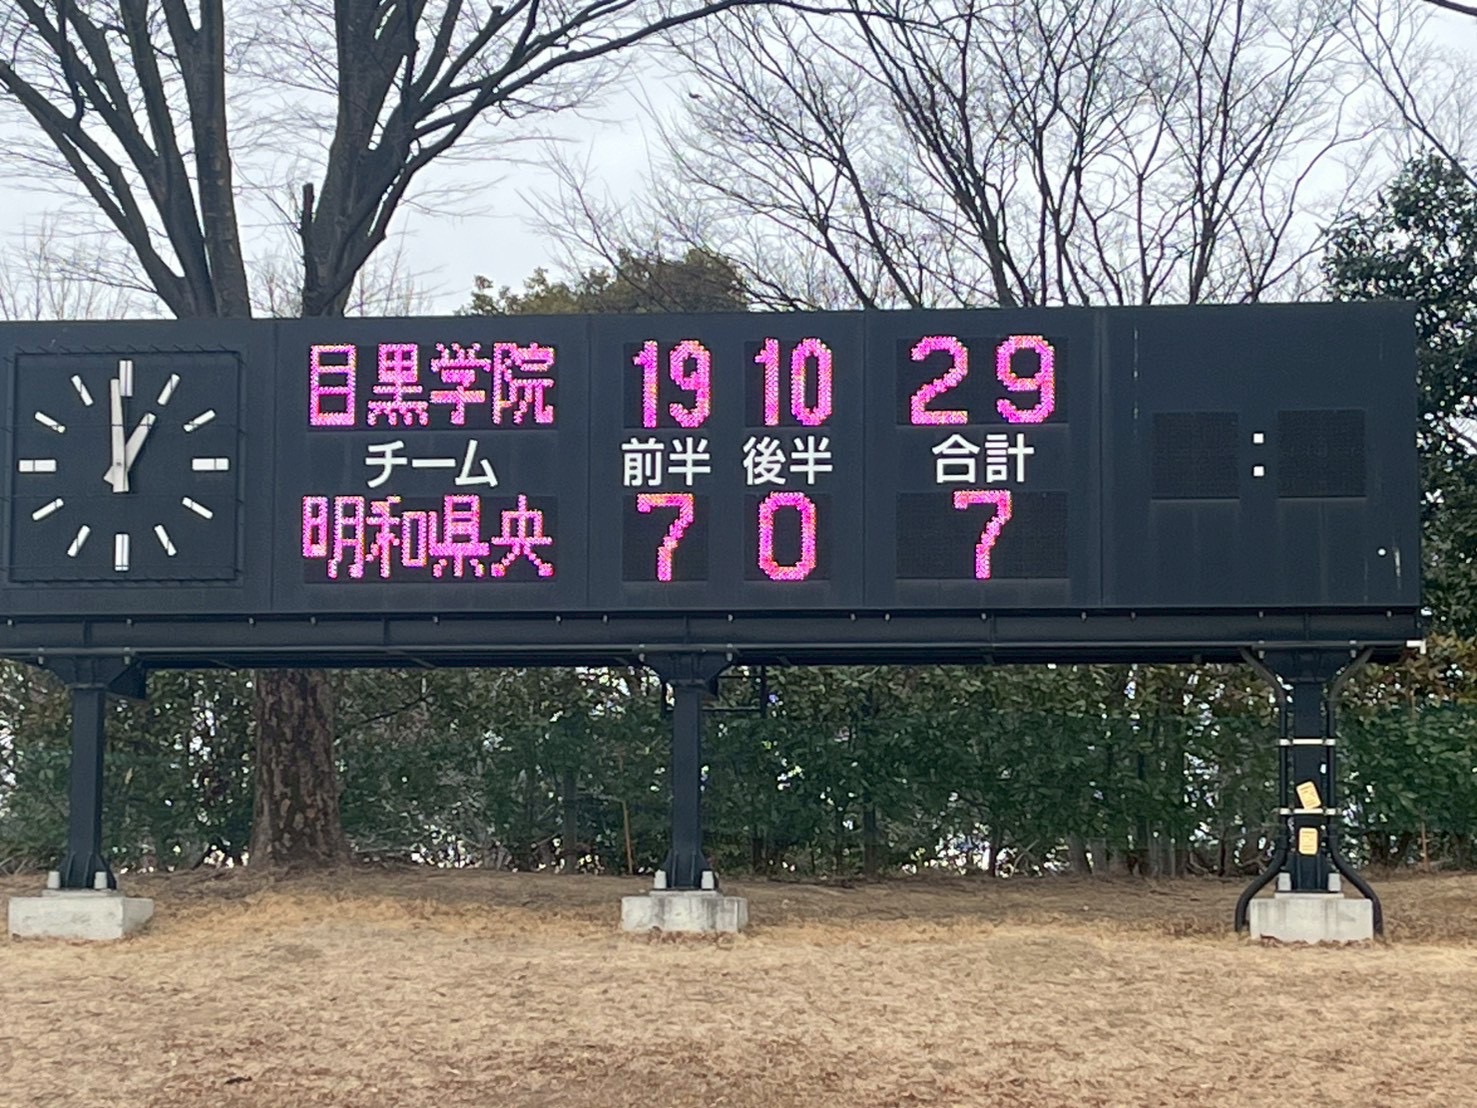 目黒学院 19 10 29
チーム 前半 後半 合計
明和県央 7 0 7
: